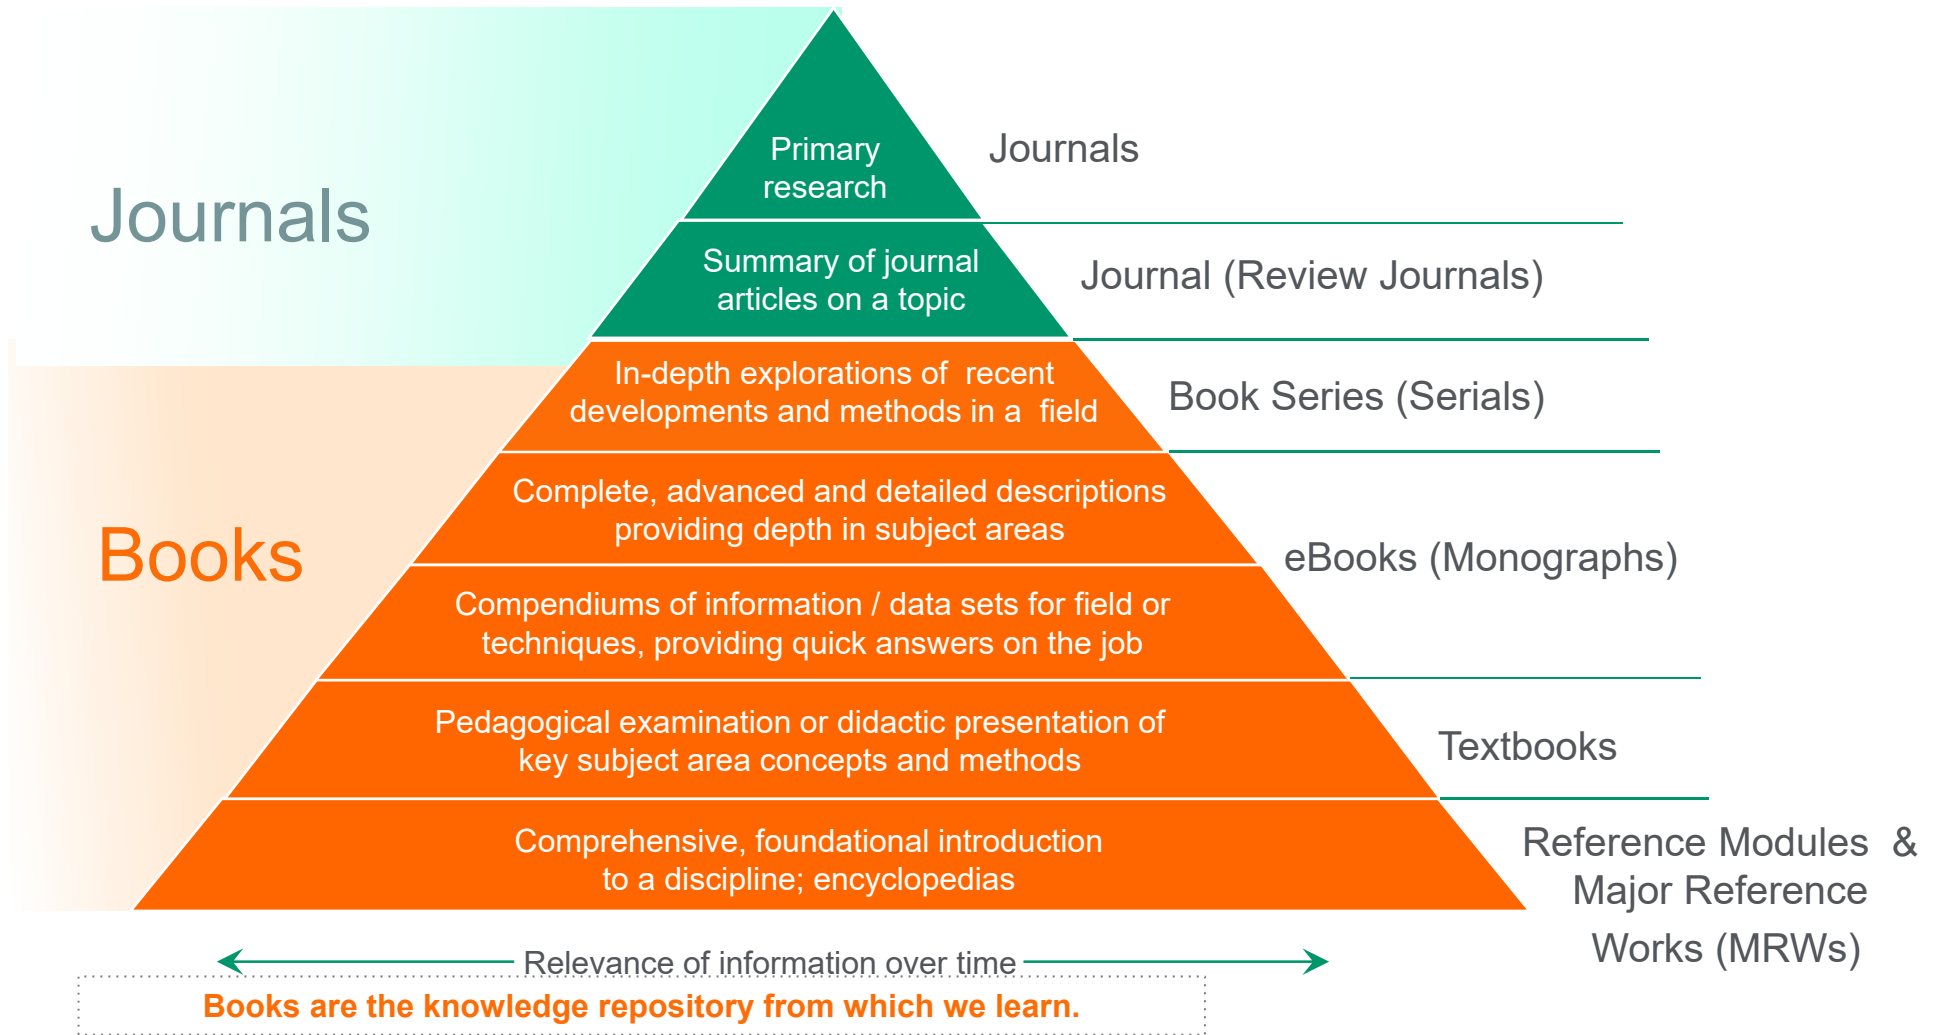 Journals
Primary
research
Journals
Summary of journal
articles on a topic
Journal (Review Journals)
Books
In-depth explorations of recent
developments and methods in a field
Book Series (Serials)
Complete, advanced and detailed descriptions
providing depth in subject areas
eBooks (Monographs)
Compendiums of information / data sets for field or
techniques, providing quick answers on the job
Pedagogical examination or didactic presentation of
key subject area concepts and methods
Textbooks
Comprehensive, foundational introduction
to a discipline; encyclopedias
Reference Modules &
Major Reference
Works (MRWs)
Relevance of information over time
Books are the knowledge repository from which we learn.